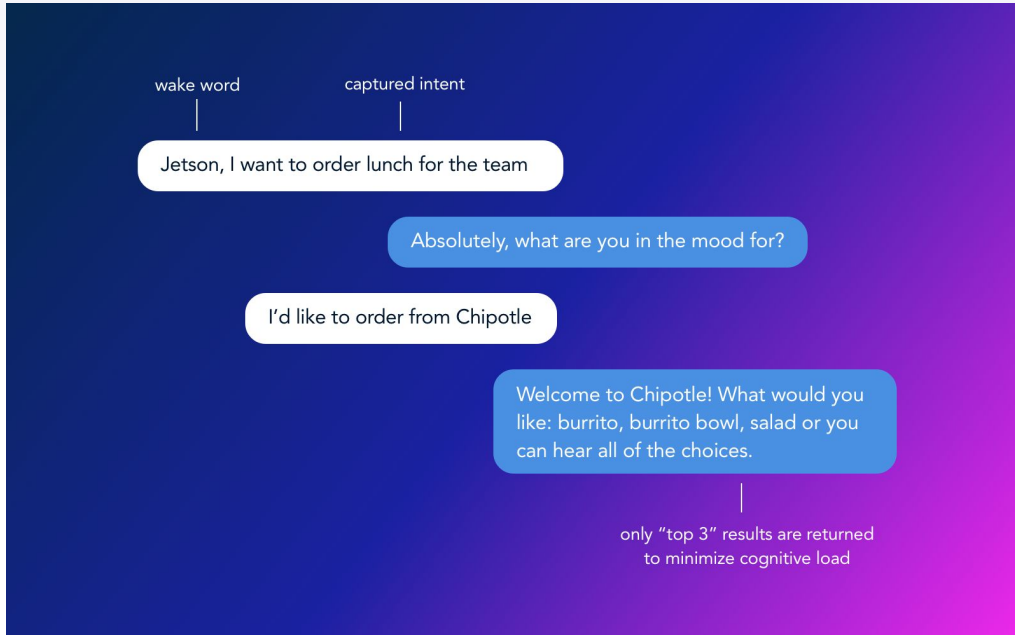 wake word
captured intent
Jetson, I want to order lunch for the team
Absolutely, what are you in the mood for?
I’d like to order from Chipotle
Welcome to Chipotle! What would you
like: burrito, burrito bowl, salad or you
can hear all of the choices.
only “top 3” results are returned
to minimize cognitive load